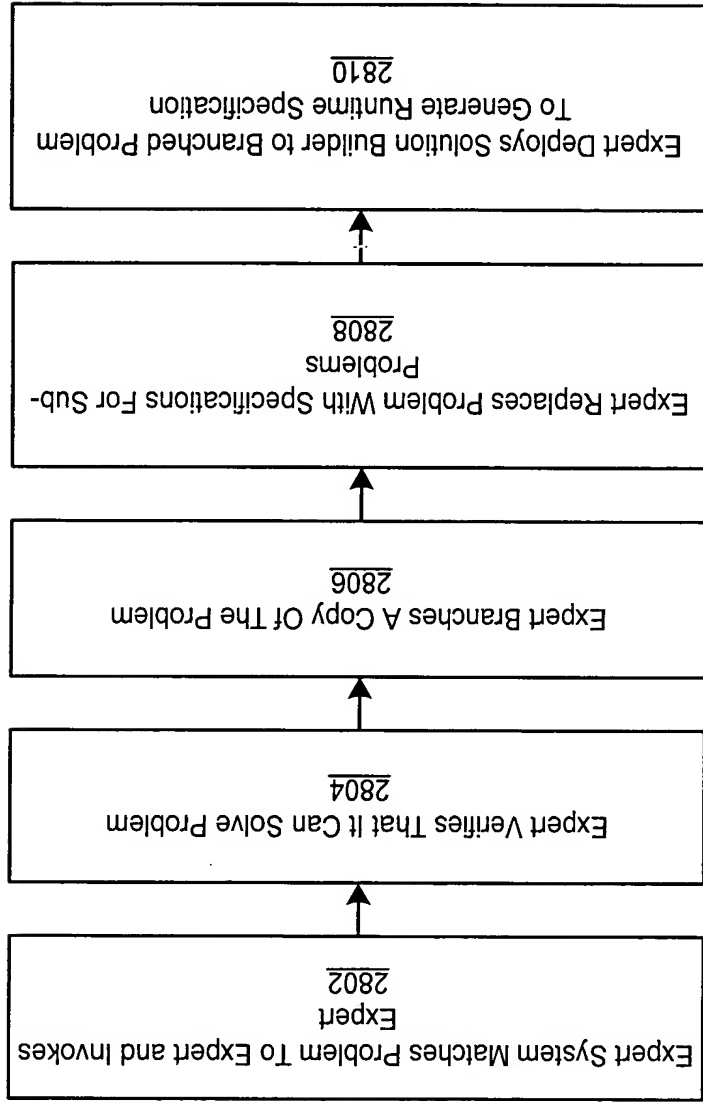 Expert System Matches Problem To Expert and Invokes
Expert
2802
Expert Verifies That It Can Solve Problem
2804
Expert Branches A Copy Of The Problem
2806
Expert Replaces Problem With Specifications For Sub-
Problems
2808
Expert Deploys Solution Builder to Branched Problem
To Generate Runtime Specification
2810